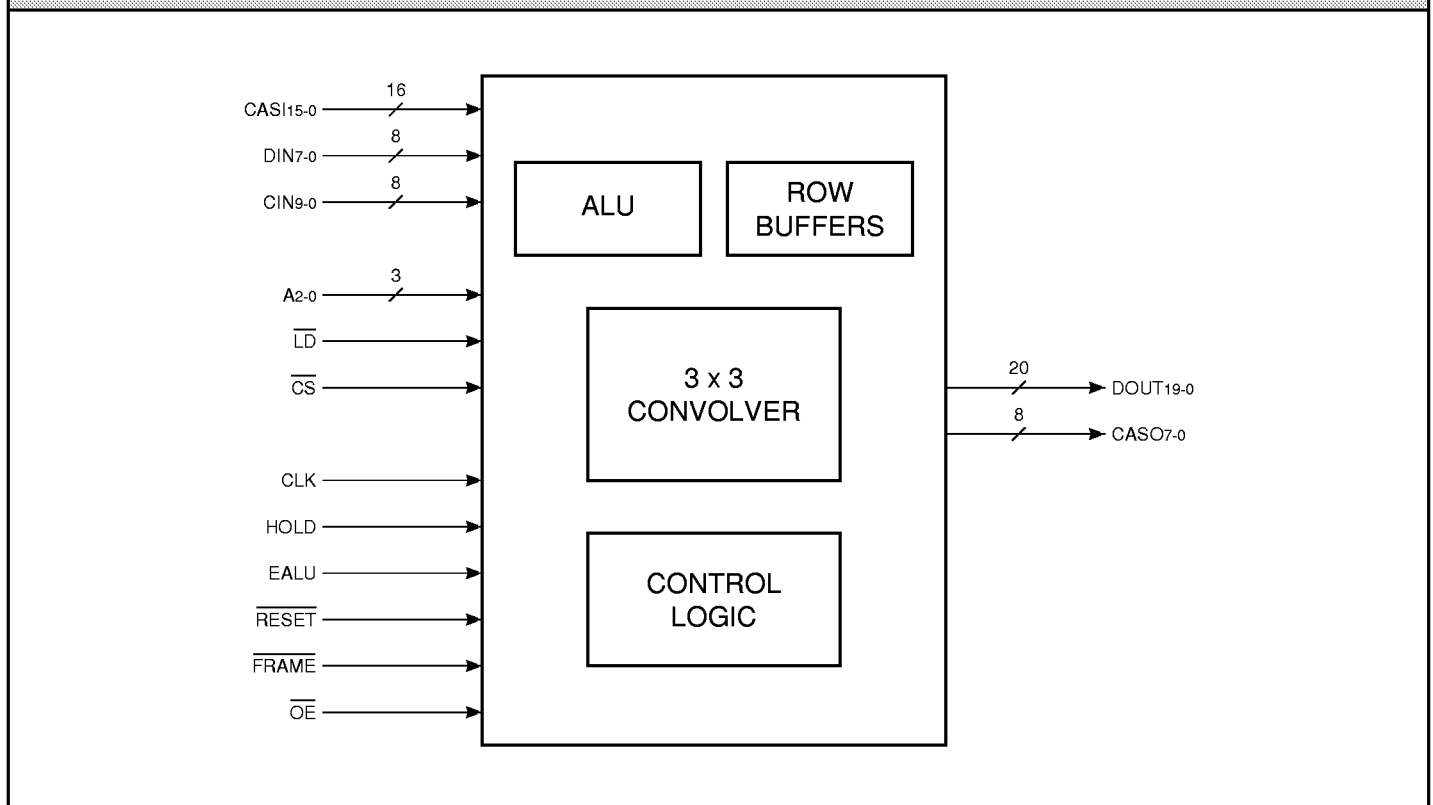 16
CASI15-0
8
DIN7-0
8
CIN9-0
3
A2-0
LD
CS
CLK
HOLD
EALU
RESET
FRAME
OE
ALU
ROW
BUFFERS
3 x 3
CONVOLVER
CONTROL
LOGIC
20
DOUT19-0
8
CASO7-0